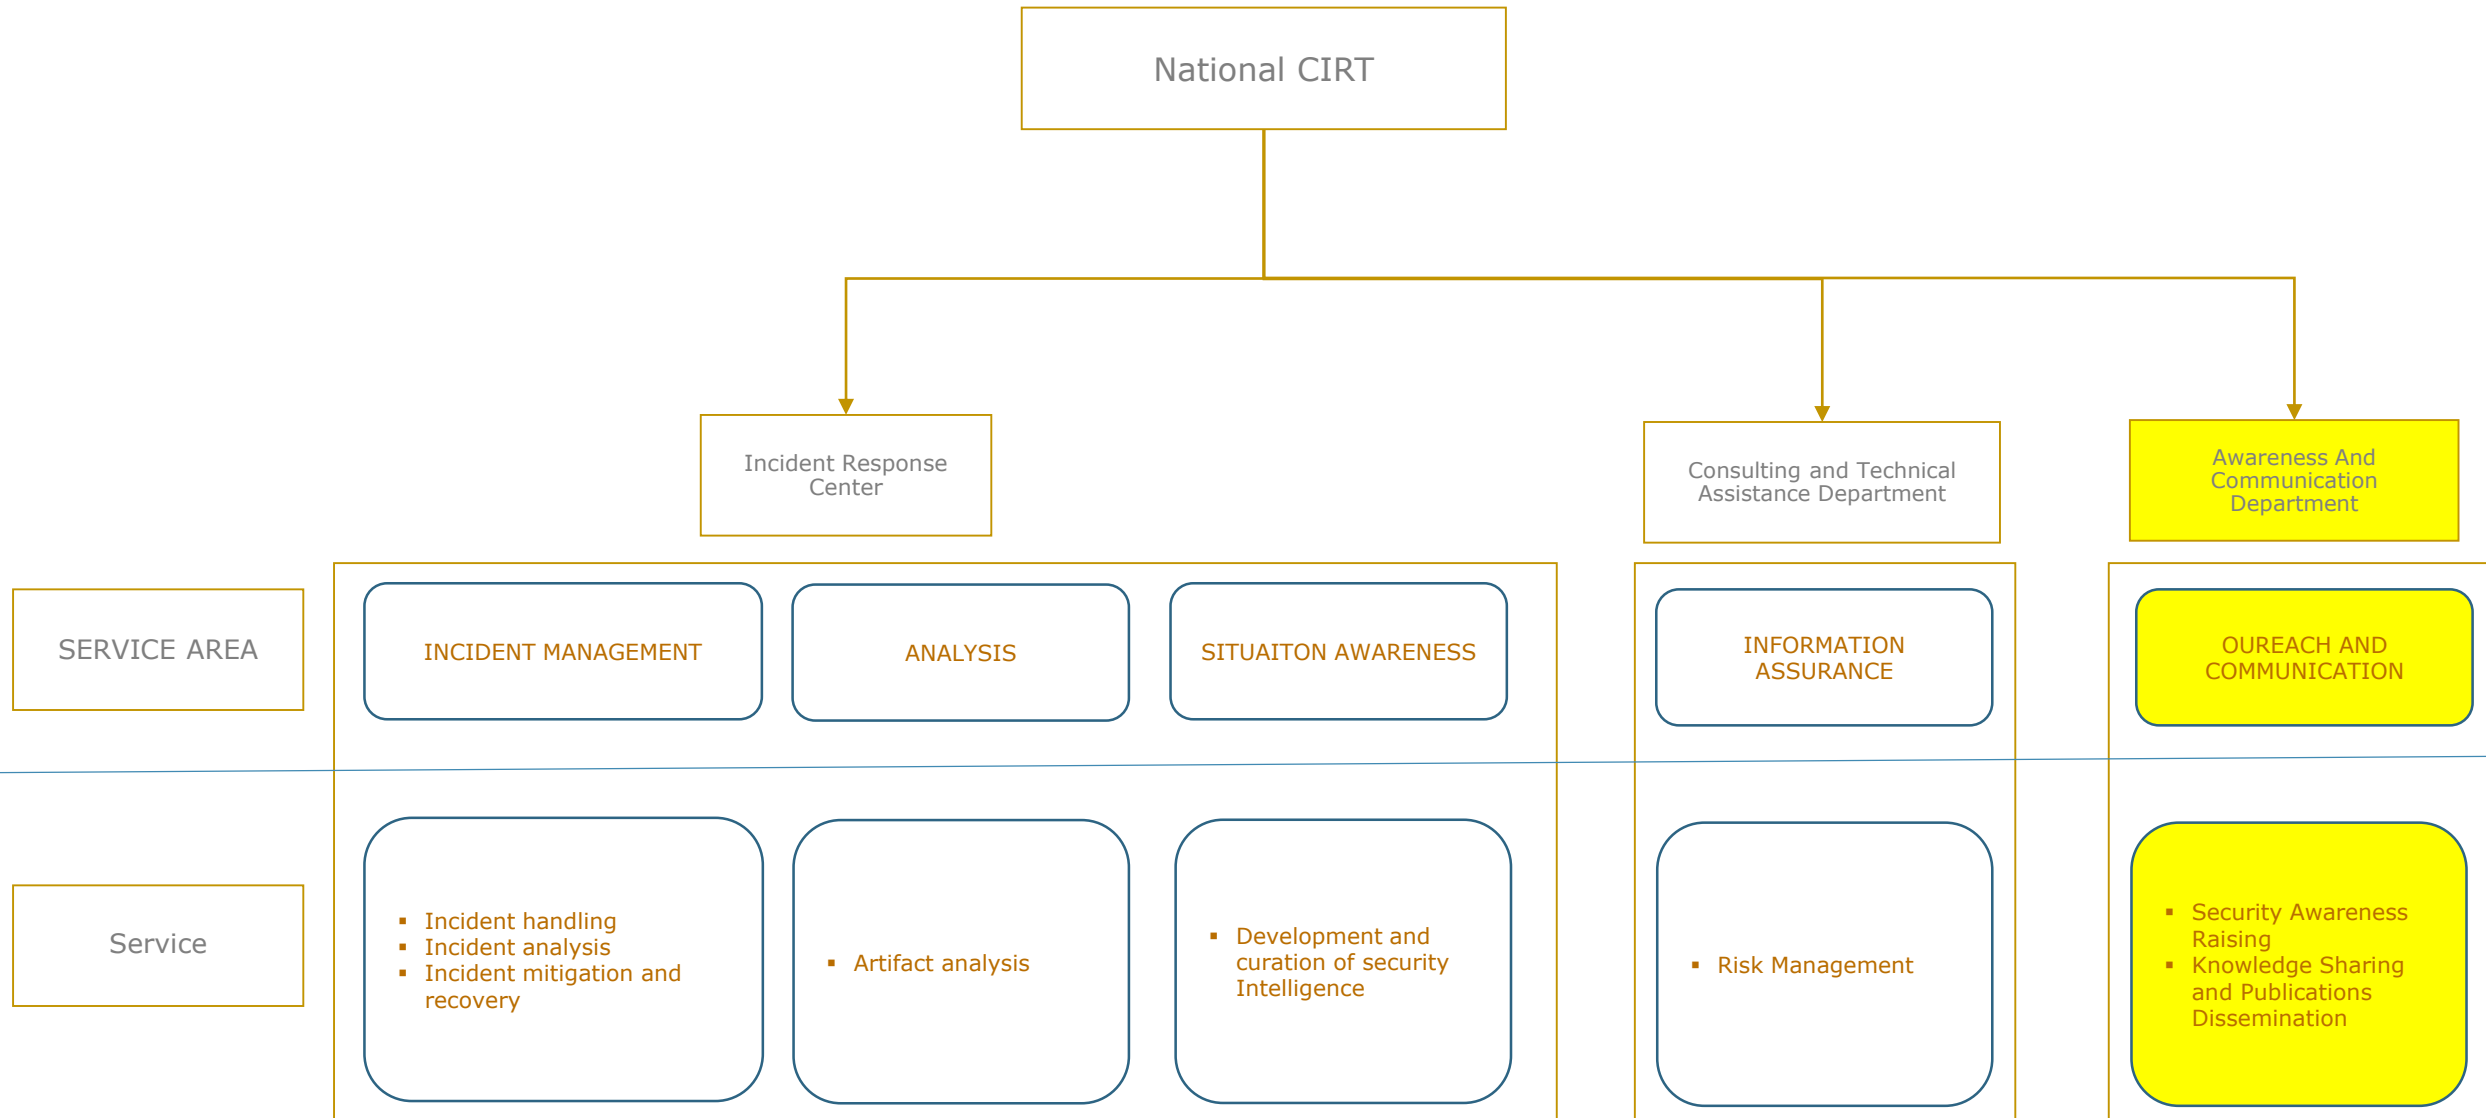 National CIRT
Incident Response
Center
Consulting and Technical
Assistance Department
Awareness And
Communication
Department
SERVICE AREA
INCIDENT MANAGEMENT
ANALYSIS
SITUAITON AWARENESS
INFORMATION
ASSURANCE
OUREACH AND
COMMUNICATION
Service
▪ Incident handling
▪ Incident analysis
▪ Incident mitigation and
recovery
▪ Artifact analysis
▪ Development and
curation of security
Intelligence
▪ Risk Management
▪ Security Awareness
Raising
▪ Knowledge Sharing
and Publications
Dissemination